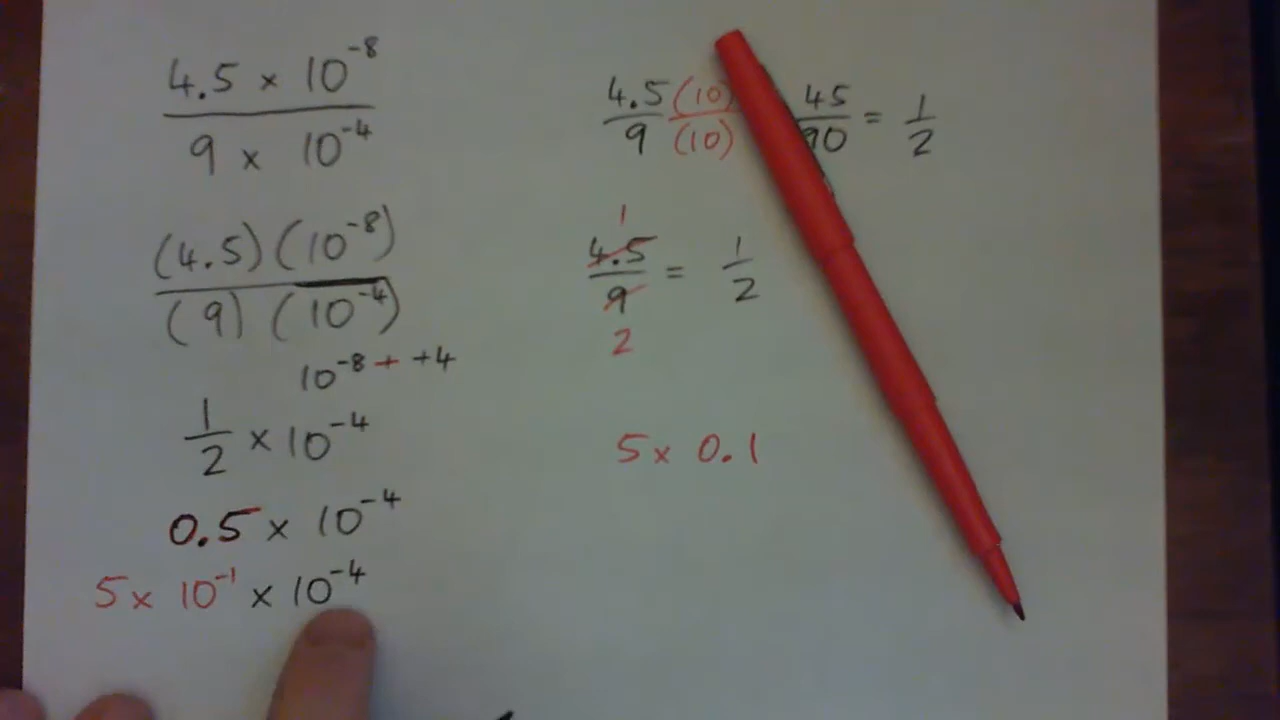 4.5 × 10⁻⁸
9 × 10⁻⁴
(4.5)(10⁻⁸)
(9)(10⁻⁴)
10⁻⁸ ⁺ ⁺⁴
1/2 × 10⁻⁴
0.5 × 10⁻⁴
5 × 10⁻¹ × 10⁻⁴
4.5(10) 45
9(10) 90 = 1/2
1
4.5
9 = 1/2
2
5 × 0.1